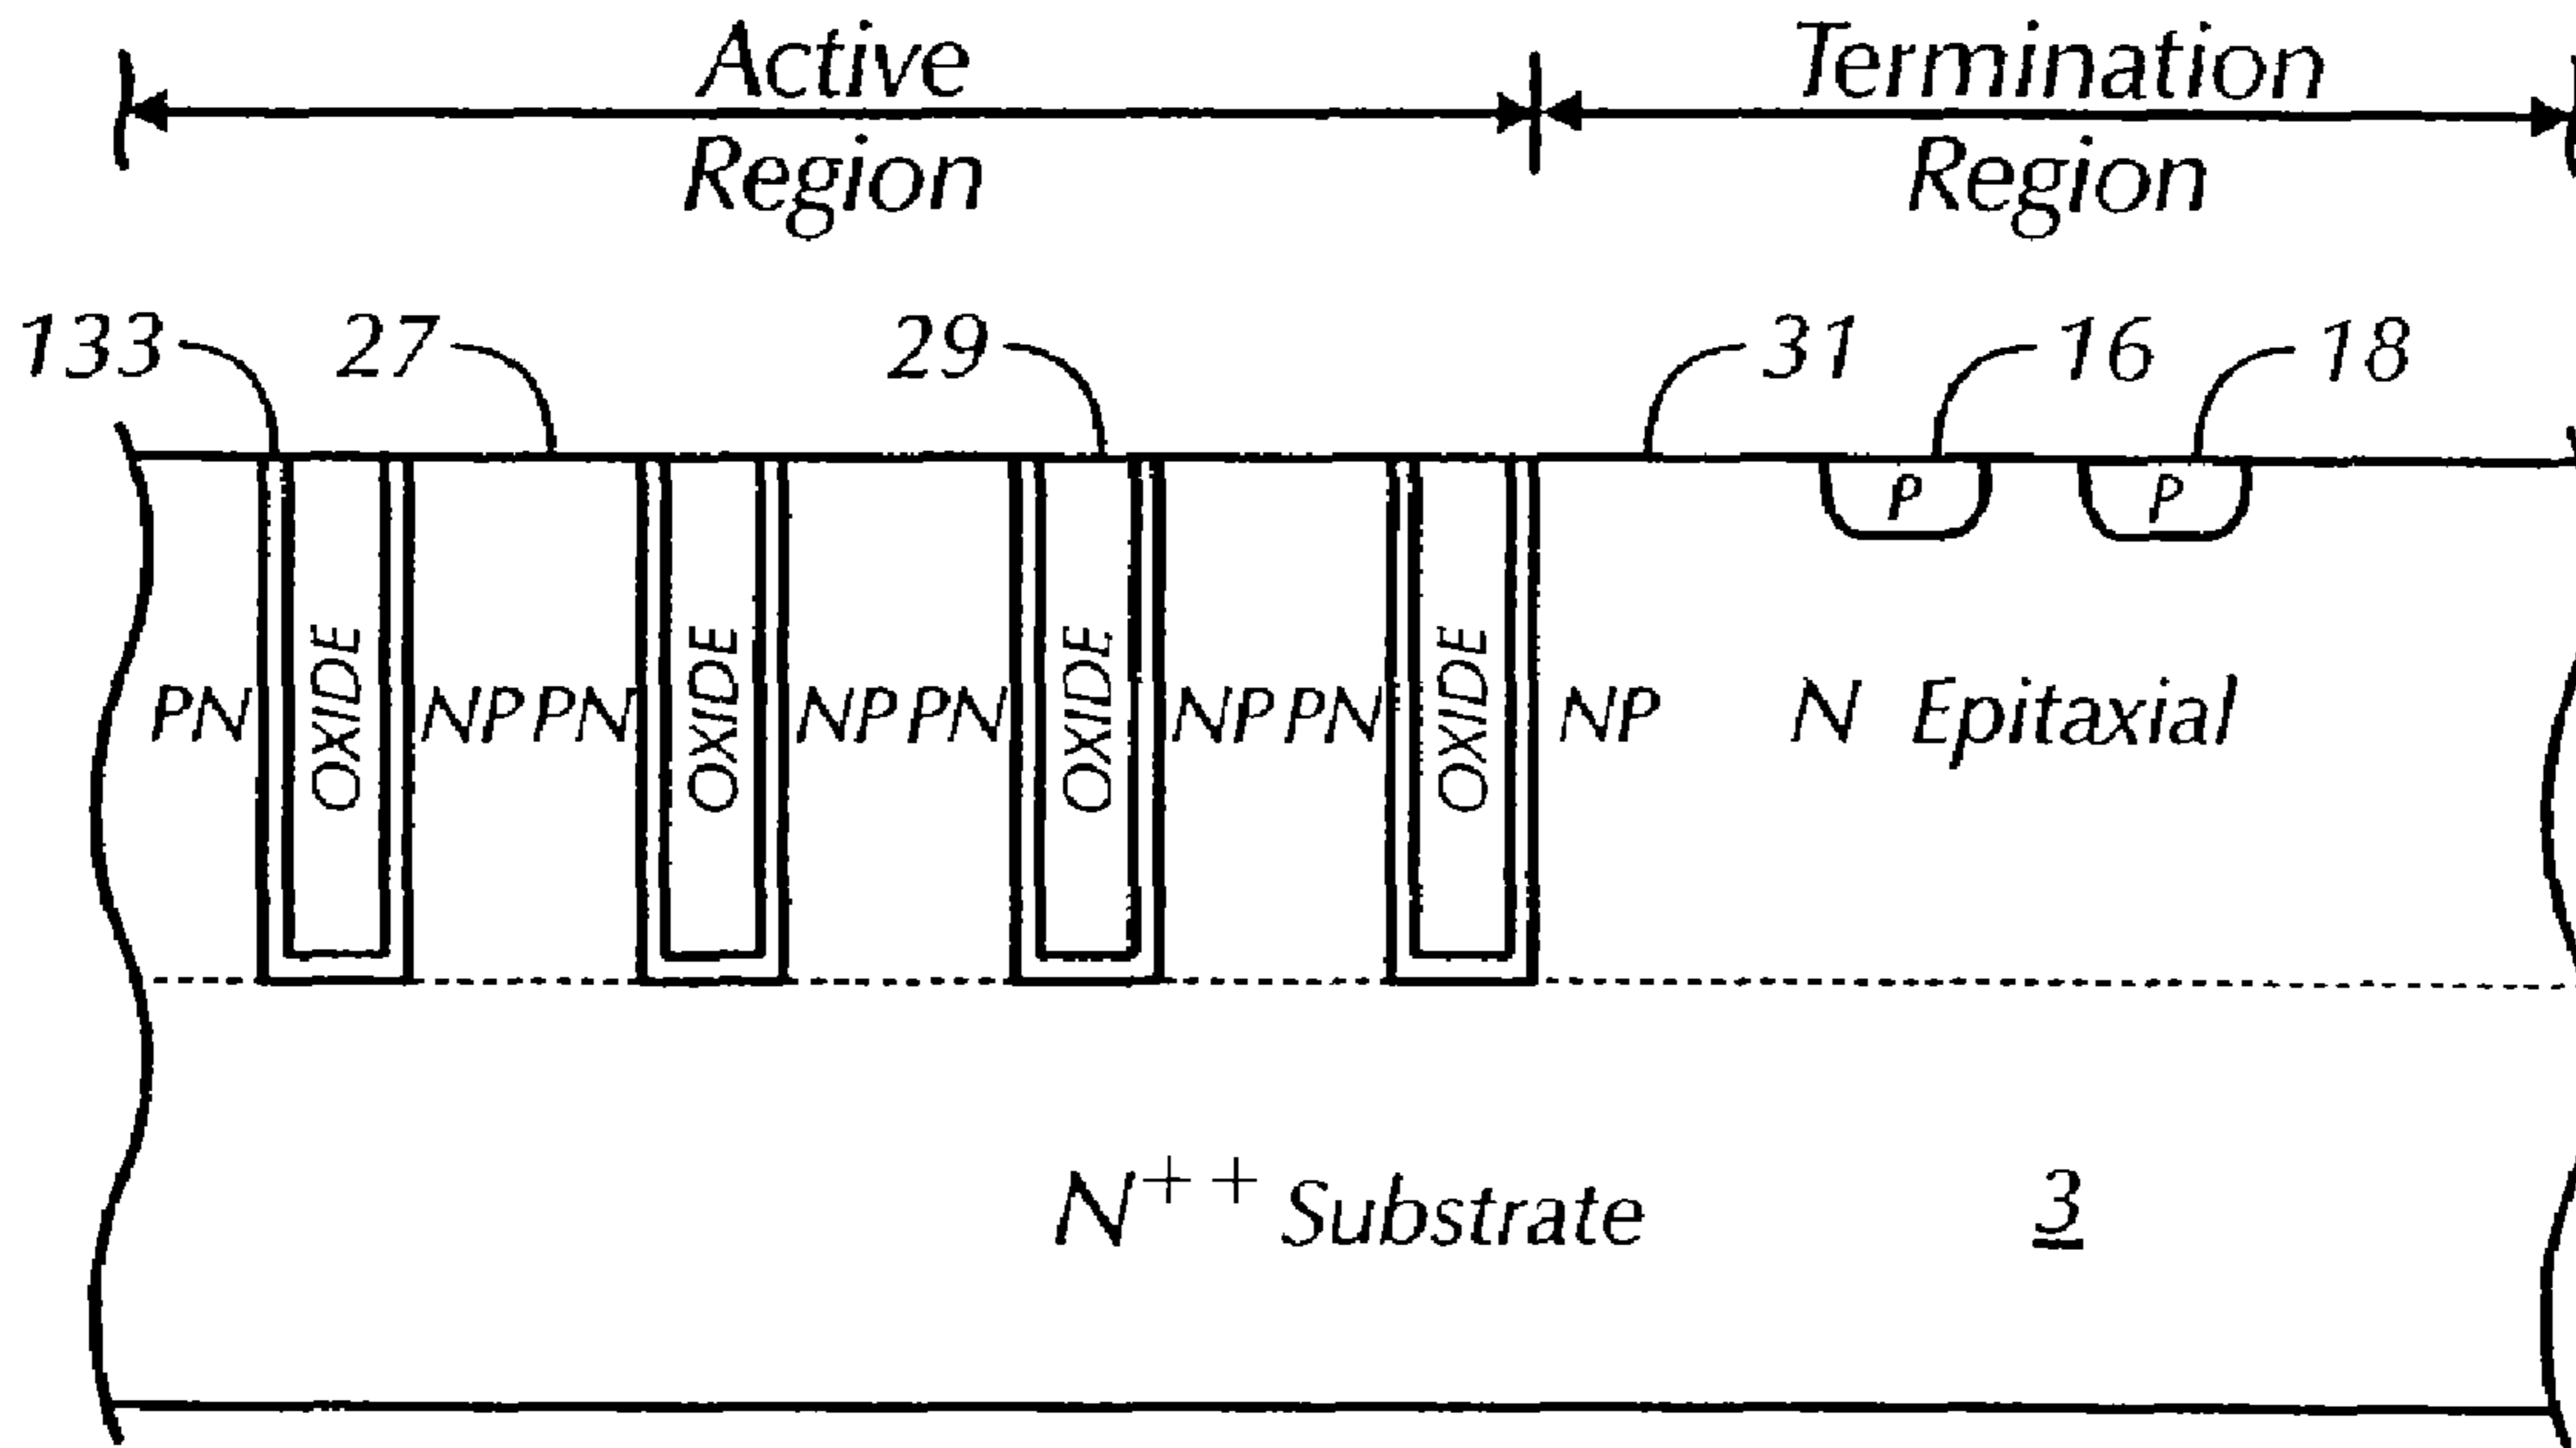 Active
Region
Termination
Region
133
27
29
31
16
18
P
P
PN
OXIDE
NP PN
OXIDE
NP PN
OXIDE
NP PN
OXIDE
NP
N Epitaxial
N++ Substrate
3